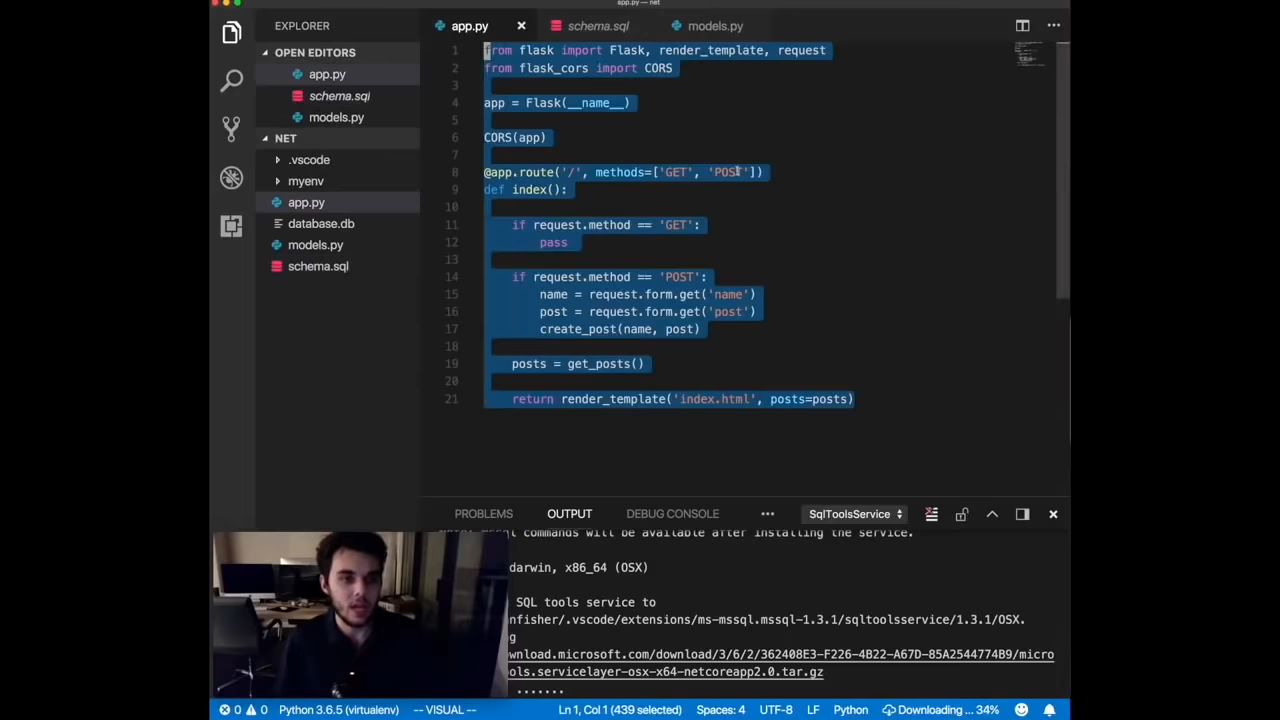 app.py — net
EXPLORER
OPEN EDITORS
app.py
schema.sql
models.py
NET
.vscode
myenv
app.py
database.db
models.py
schema.sql
app.py
schema.sql
models.py
1 from flask import Flask, render_template, request
2 from flask_cors import CORS
3
4 app = Flask(__name__)
5
6 CORS(app)
7
8 @app.route('/', methods=['GET', 'POST'])
9 def index():
10
11 if request.method == 'GET':
12 pass
13
14 if request.method == 'POST':
15 name = request.form.get('name')
16 post = request.form.get('post')
17 create_post(name, post)
18
19 posts = get_posts()
20
21 return render_template('index.html', posts=posts)
PROBLEMS OUTPUT DEBUG CONSOLE ... SqlToolsService
commands will be available after installing the service.
darwin, x86_64 (OSX)
SQL tools service to
nfisher/.vscode/extensions/ms-mssql.mssql-1.3.1/sqltoolsservice/1.3.1/OSX.
g
ownload.microsoft.com/download/3/6/2/362408E3-F226-4B22-A67D-85A2544774B9/micro
ools.servicelayer-osx-x64-netcoreapp2.0.tar.gz
.......
0 0 Python 3.6.5 (virtualenv) -- VISUAL -- Ln 1, Col 1 (439 selected) Spaces: 4 UTF-8 LF Python Downloading... 34%